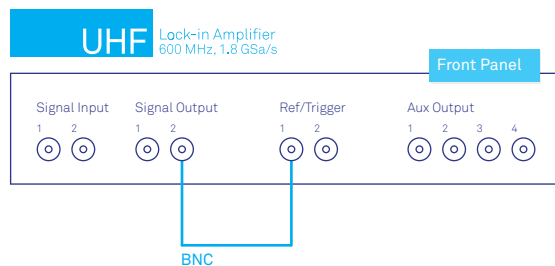 UHF
Lock-in Amplifier
600 MHz, 1.8 GSa/s
Front Panel
Signal Input Signal Output Ref/Trigger Aux Output
1 2 1 2 1 2 1 2 3 4
BNC